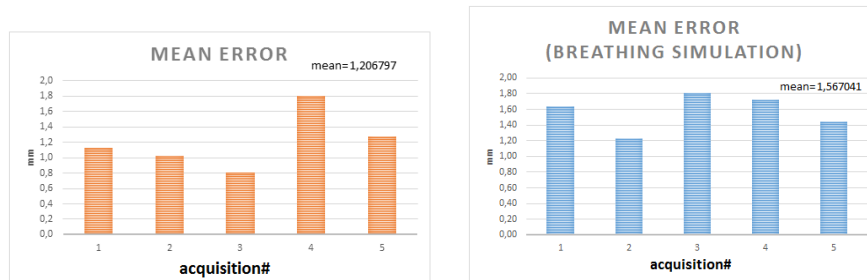 MEAN ERROR
mean=1,206797
2,0
1,8
1,6
1,4
1,2
1,0
0,8
0,6
0,4
0,2
0,0
mm
1 2 3 4 5
acquisition#
MEAN ERROR
(BREATHING SIMULATION)
mean=1,567041
2,00
1,80
1,60
1,40
1,20
1,00
0,80
0,60
0,40
0,20
0,00
mm
1 2 3 4 5
acquisition#